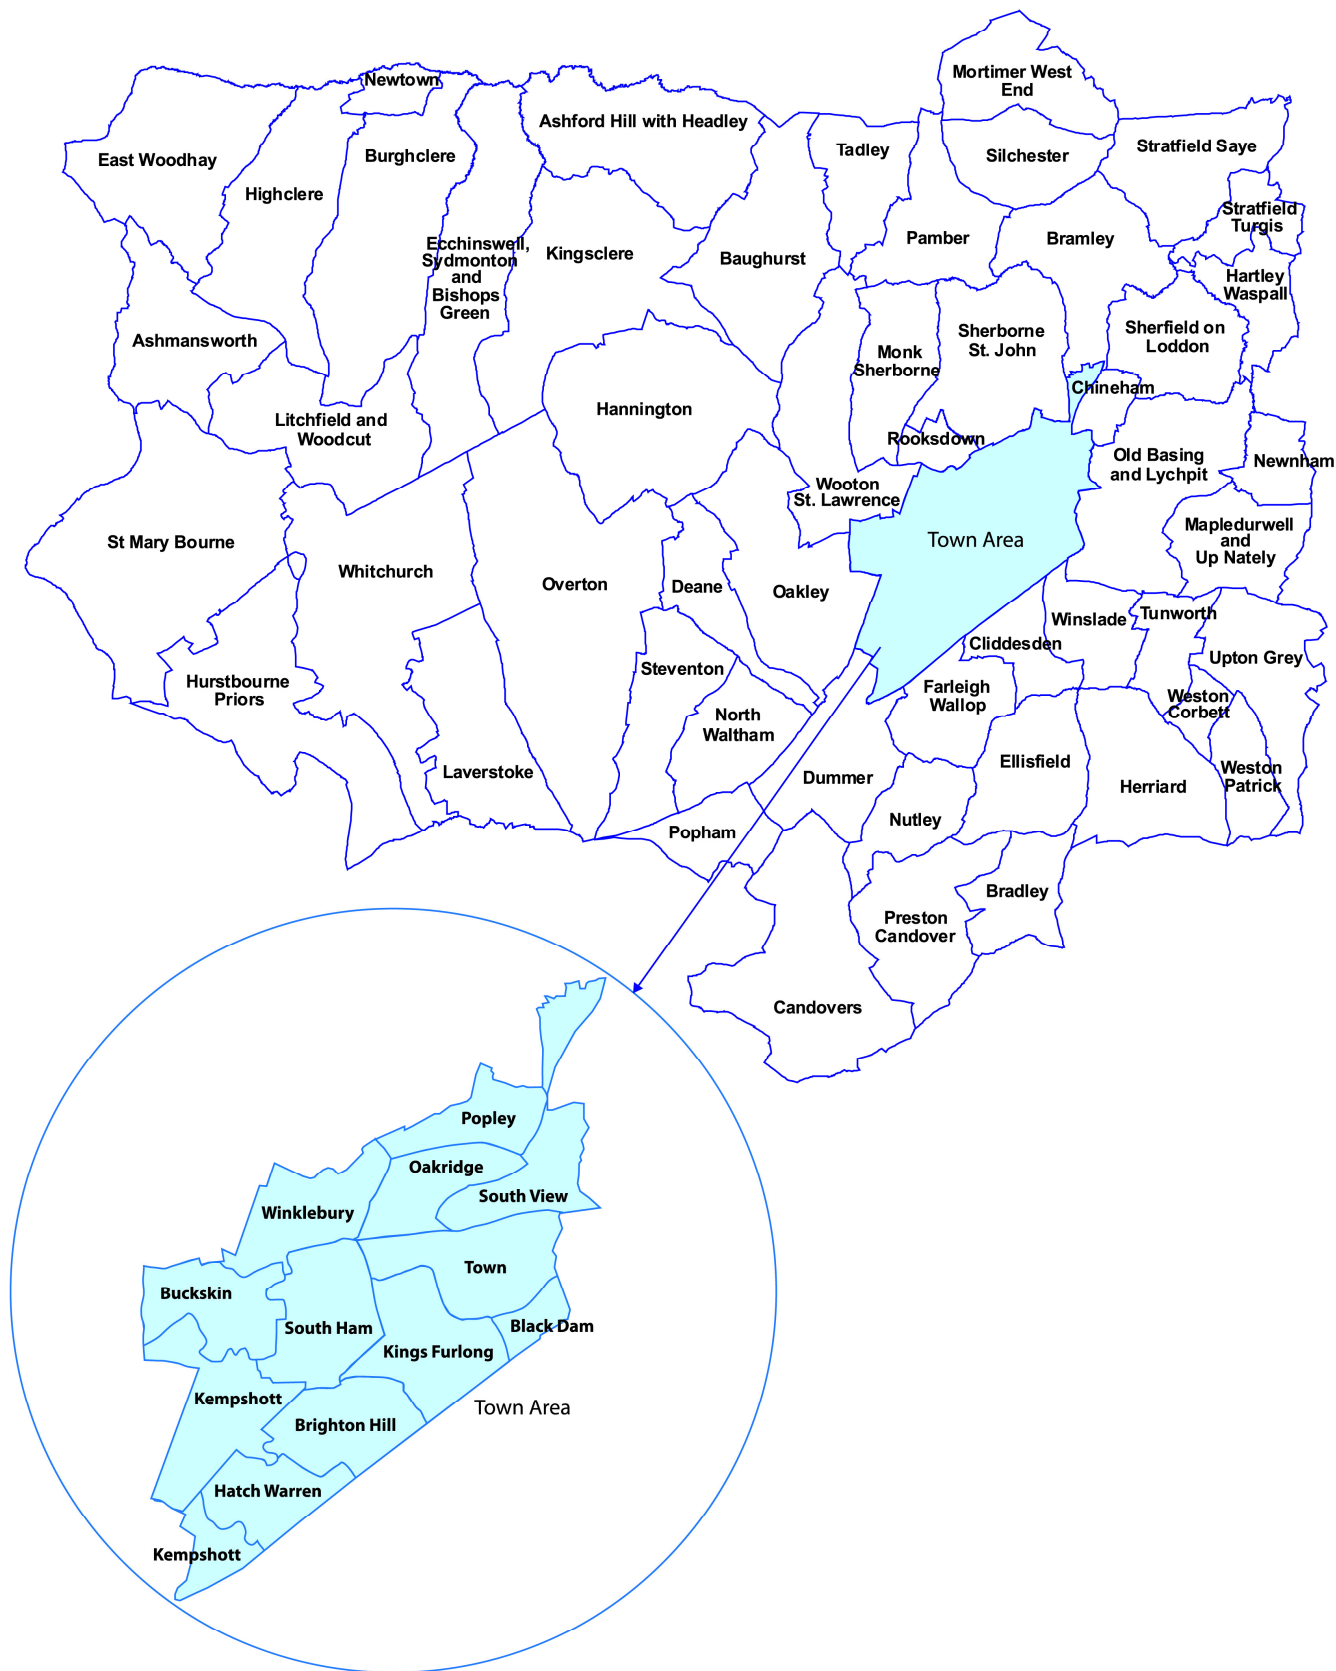 Mortimer West
End
Newtown
Ashford Hill with Headley
Tadley
Silchester
Stratfield Saye
East Woodhay
Burghclere
Highclere
Stratfield
Turgis
Pamber
Bramley
Ecchinswell,
Sydmonton
and
Bishops
Green
Kingsclere
Baughurst
Hartley
Waspall
Ashmansworth
Sherborne
St. John
Sherfield on
Loddon
Monk
Sherborne
Chineham
Litchfield and
Woodcut
Hannington
Rooksdown
Old Basing
and Lychpit
Newnham
Wooton
St. Lawrence
St Mary Bourne
Whitchurch
Overton
Deane
Oakley
Town Area
Mapledurwell
and
Up Nately
Winslade
Tunworth
Cliddesden
Upton Grey
Hurstbourne
Priors
Steventon
Farleigh
Wallop
Weston
Corbett
North
Waltham
Laverstoke
Dummer
Ellisfield
Herriard
Weston
Patrick
Popham
Nutley
Bradley
Preston
Candover
Candovers
Popley
Oakridge
South View
Winklebury
Town
Buckskin
South Ham
Black Dam
Kings Furlong
Kempshott
Town Area
Brighton Hill
Hatch Warren
Kempshott